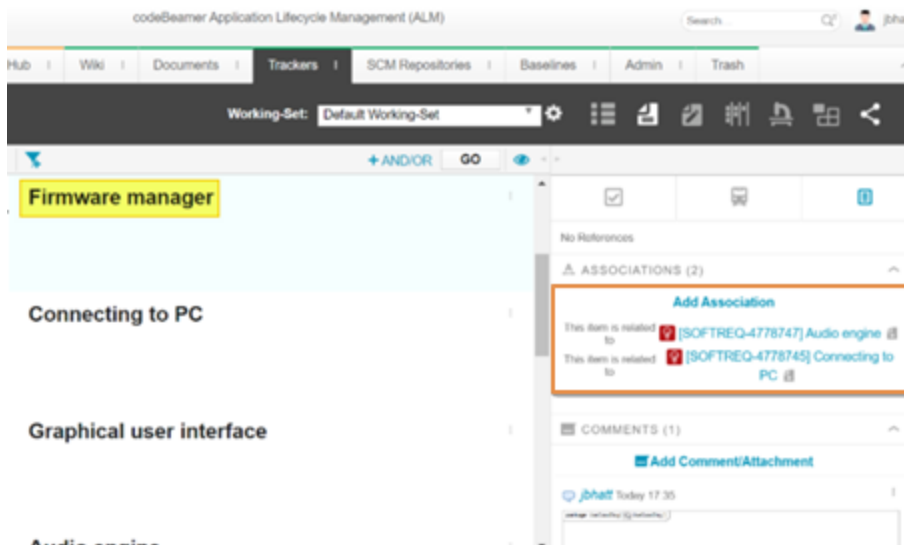 codeBeamer Application Lifecycle Management (ALM)
Search...
jbha
Hub
Wiki
Documents
Trackers
SCM Repositories
Baselines
Admin
Trash
Working-Set:
Default Working-Set
+AND/OR
GO
Firmware manager
No References
ASSOCIATIONS (2)
Add Association
This item is related to
[SOFTREQ-4778747] Audio engine
This item is related to
[SOFTREQ-4778745] Connecting to
PC
Connecting to PC
Graphical user interface
COMMENTS (1)
Add Comment/Attachment
jbhatt Today 17:35
Audio engine